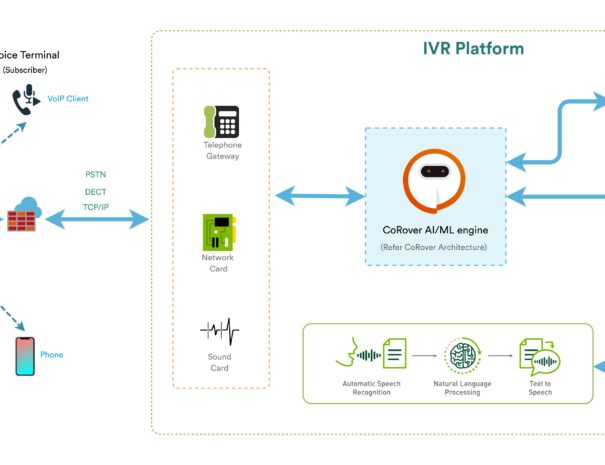 IVR Platform
oice Terminal
(Subscriber)
VoIP Client
PSTN
DECT
TCP/IP
Phone
Telephone
Gateway
Network
Card
Sound
Card
CoRover AI/ML engine
(Refer CoRover Architecture)
Automatic Speech
Recognition
Natural Language
Processing
Text to
Speech